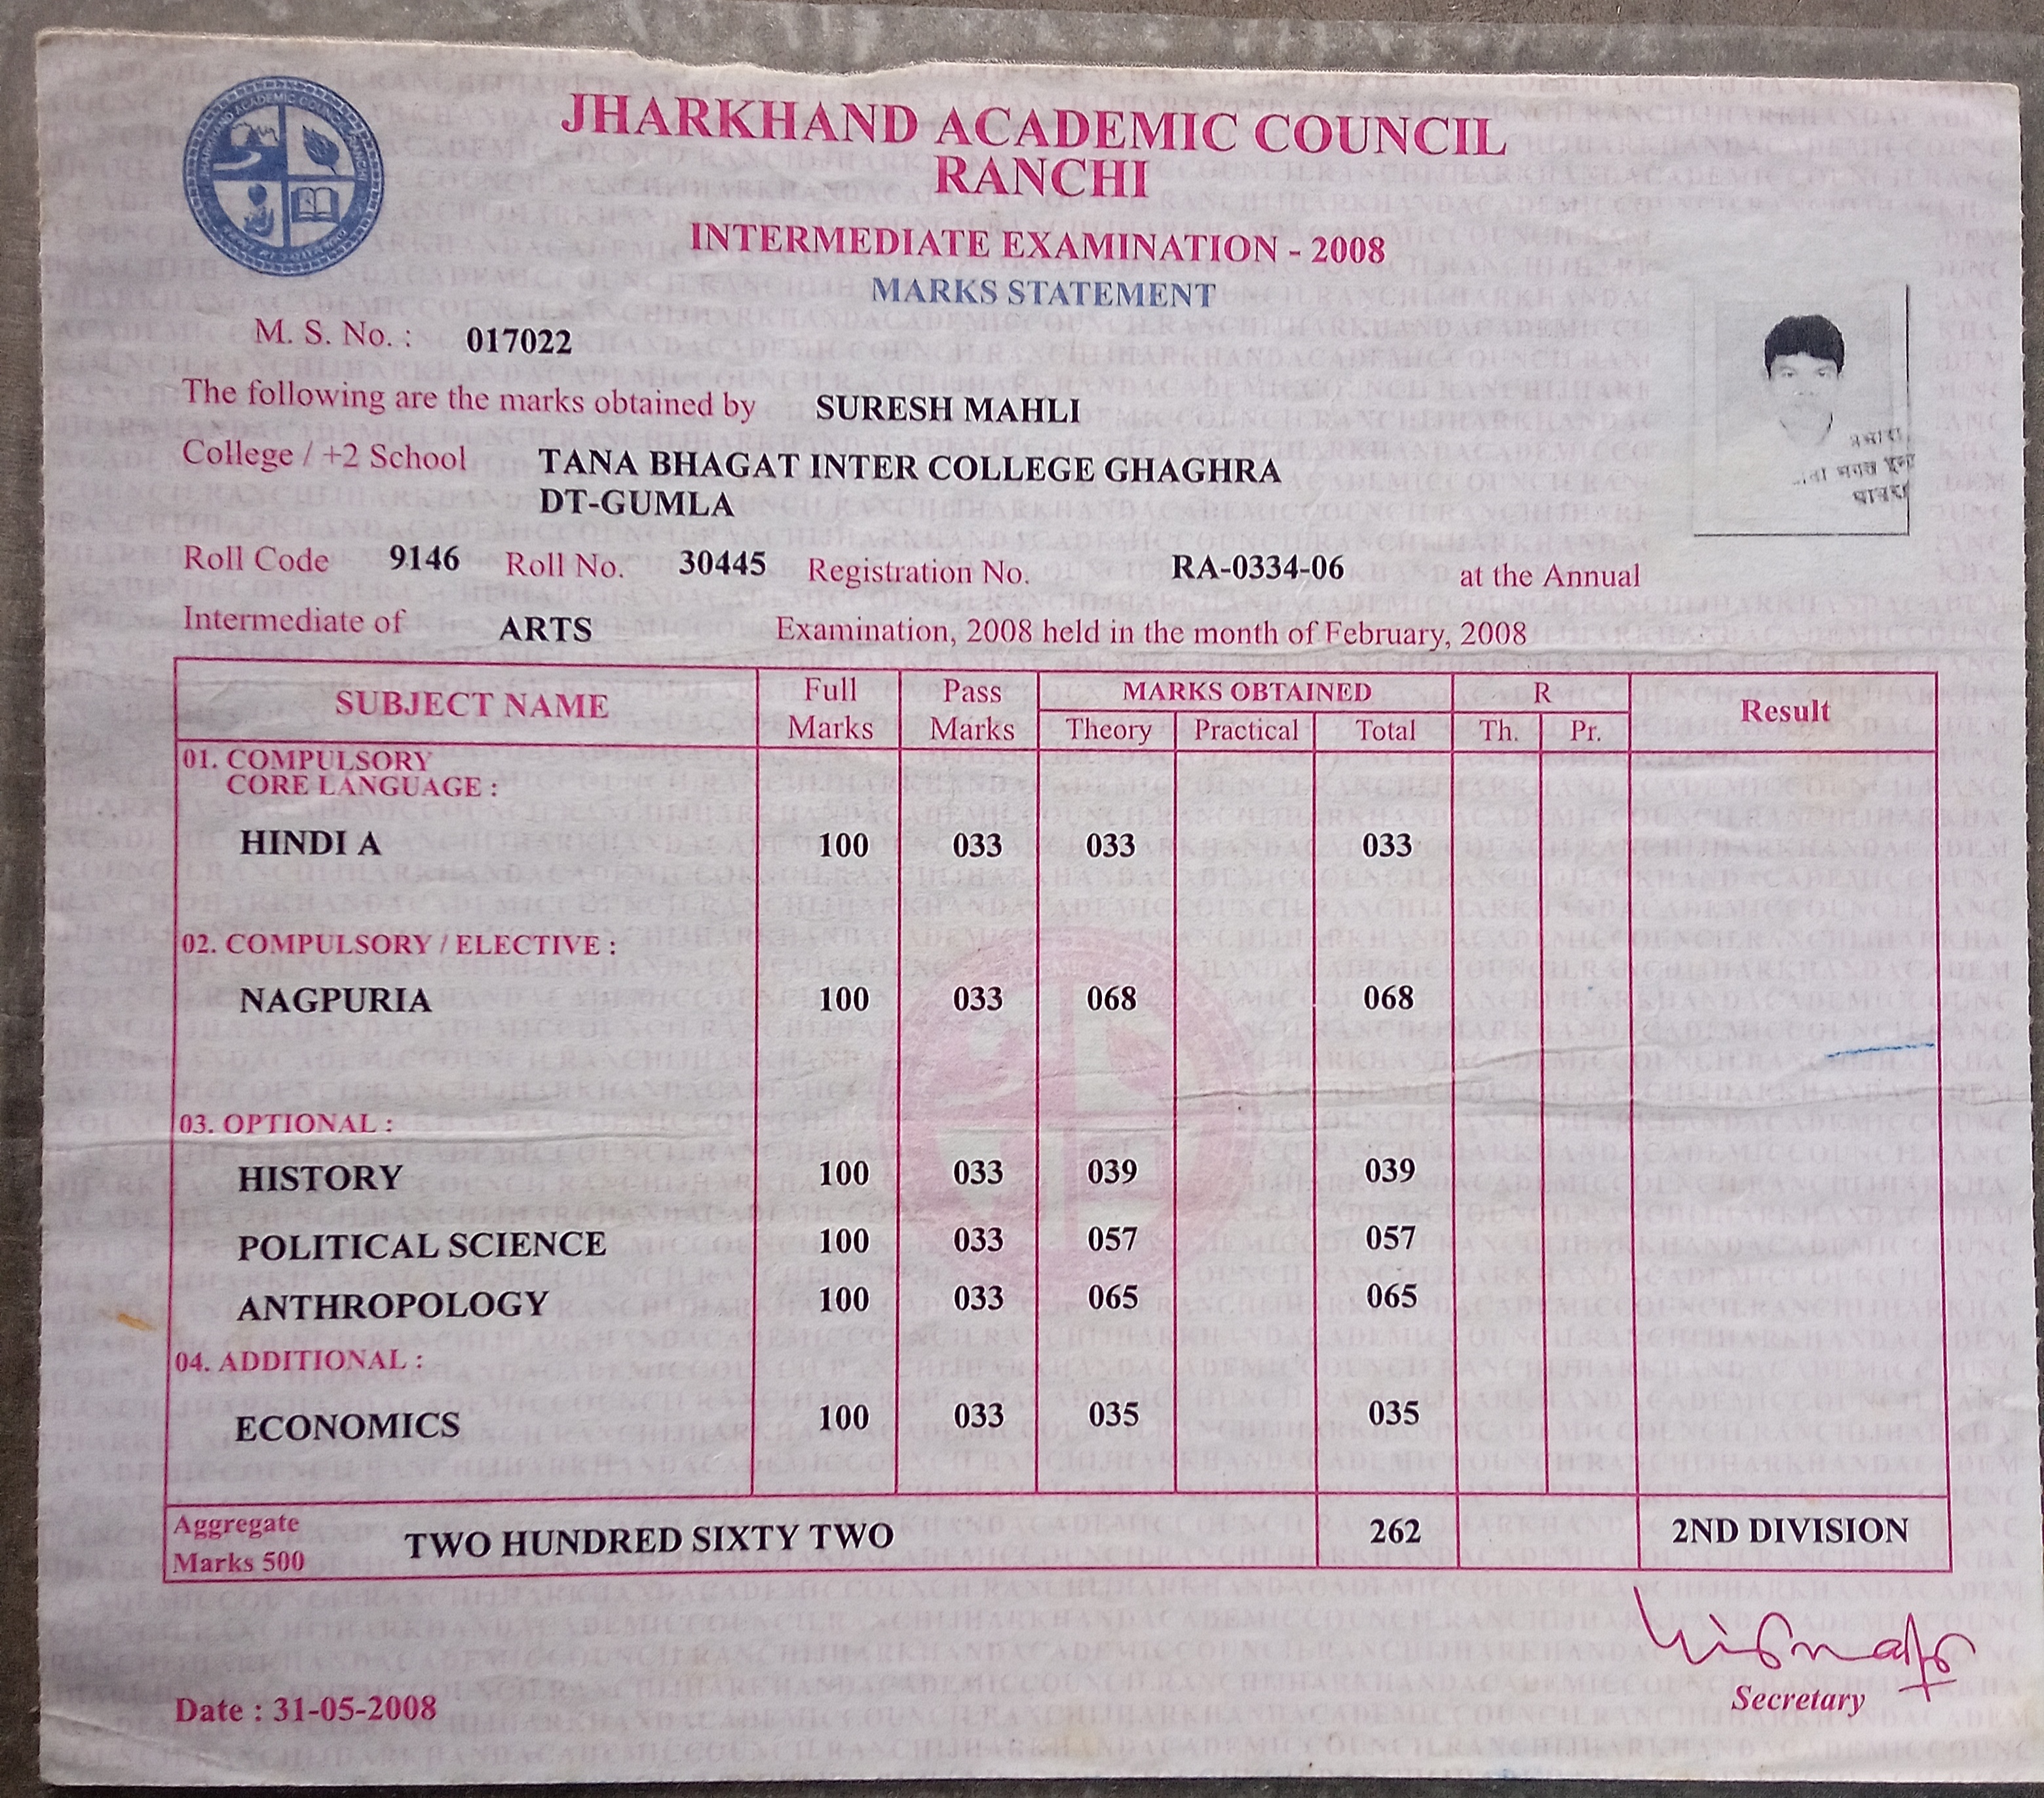 JHARKHAND ACADEMIC COUNCIL
RANCHI
INTERMEDIATE EXAMINATION - 2008
MARKS STATEMENT
M. S. No. : 017022
The following are the marks obtained by SURESH MAHLI
College / +2 School TANA BHAGAT INTER COLLEGE GHAGHRA
DT-GUMLA
Roll Code 9146 Roll No. 30445 Registration No. RA-0334-06 at the Annual
Intermediate of ARTS Examination, 2008 held in the month of February, 2008
SUBJECT NAME Full Marks Pass Marks MARKS OBTAINED R Result
Theory Practical Total Th. Pr.
01. COMPULSORY
CORE LANGUAGE :
HINDI A 100 033 033 033
02. COMPULSORY / ELECTIVE :
NAGPURIA 100 033 068 068
03. OPTIONAL :
HISTORY 100 033 039 039
POLITICAL SCIENCE 100 033 057 057
ANTHROPOLOGY 100 033 065 065
04. ADDITIONAL :
ECONOMICS 100 033 035 035
Aggregate
Marks 500 TWO HUNDRED SIXTY TWO 262 2ND DIVISION
Date : 31-05-2008 Secretary